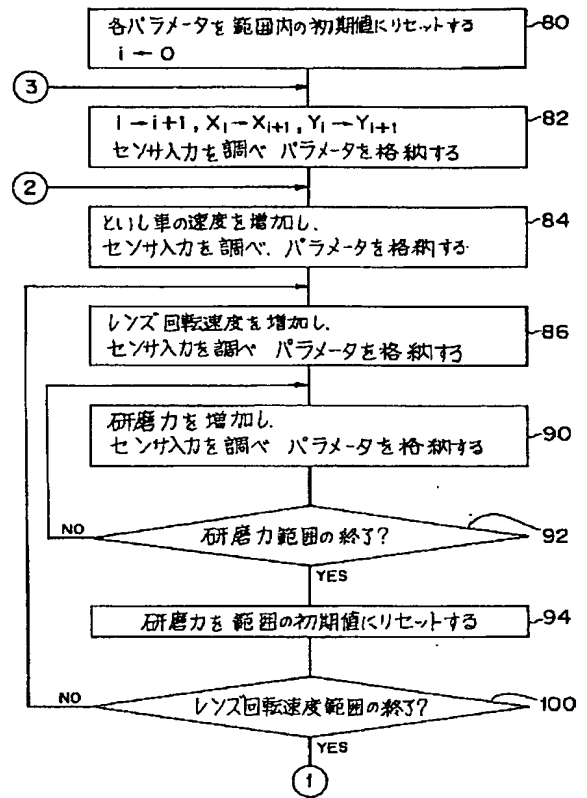 各パラメータを範囲内の初期値にリセットする
i ← 0
80
3
i→i+1, Xi→Xi+1, Yi→Yi+1
センサ入力を調べ パラメータを格納する
82
2
といし車の速度を増加し、
センサ入力を調べ、パラメータを格納する
84
レンズ回転速度を増加し、
センサ入力を調べ パラメータを格納する
86
研磨力を増加し、
センサ入力を調べ パラメータを格納する
90
NO
研磨力範囲の終了?
92
YES
研磨力を範囲の初期値にリセットする
94
NO
レンズ回転速度範囲の終了?
100
YES
1